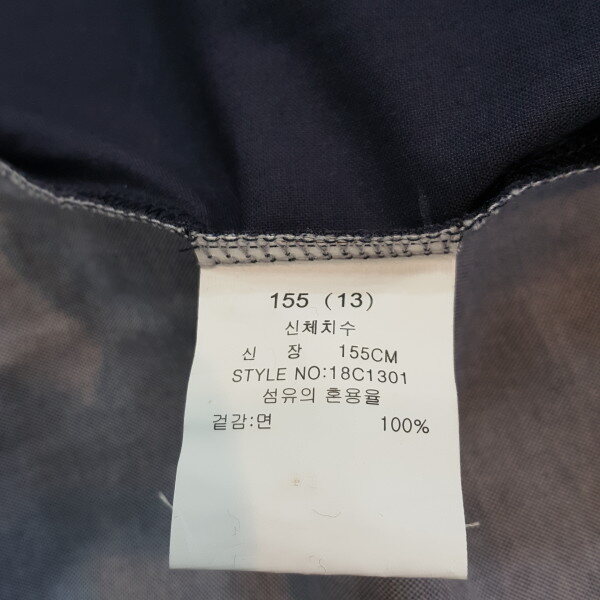 155 (13)
신체치수
신 장 155CM
STYLE NO:18C1301
섬유의 혼용율
겉감:면 100%